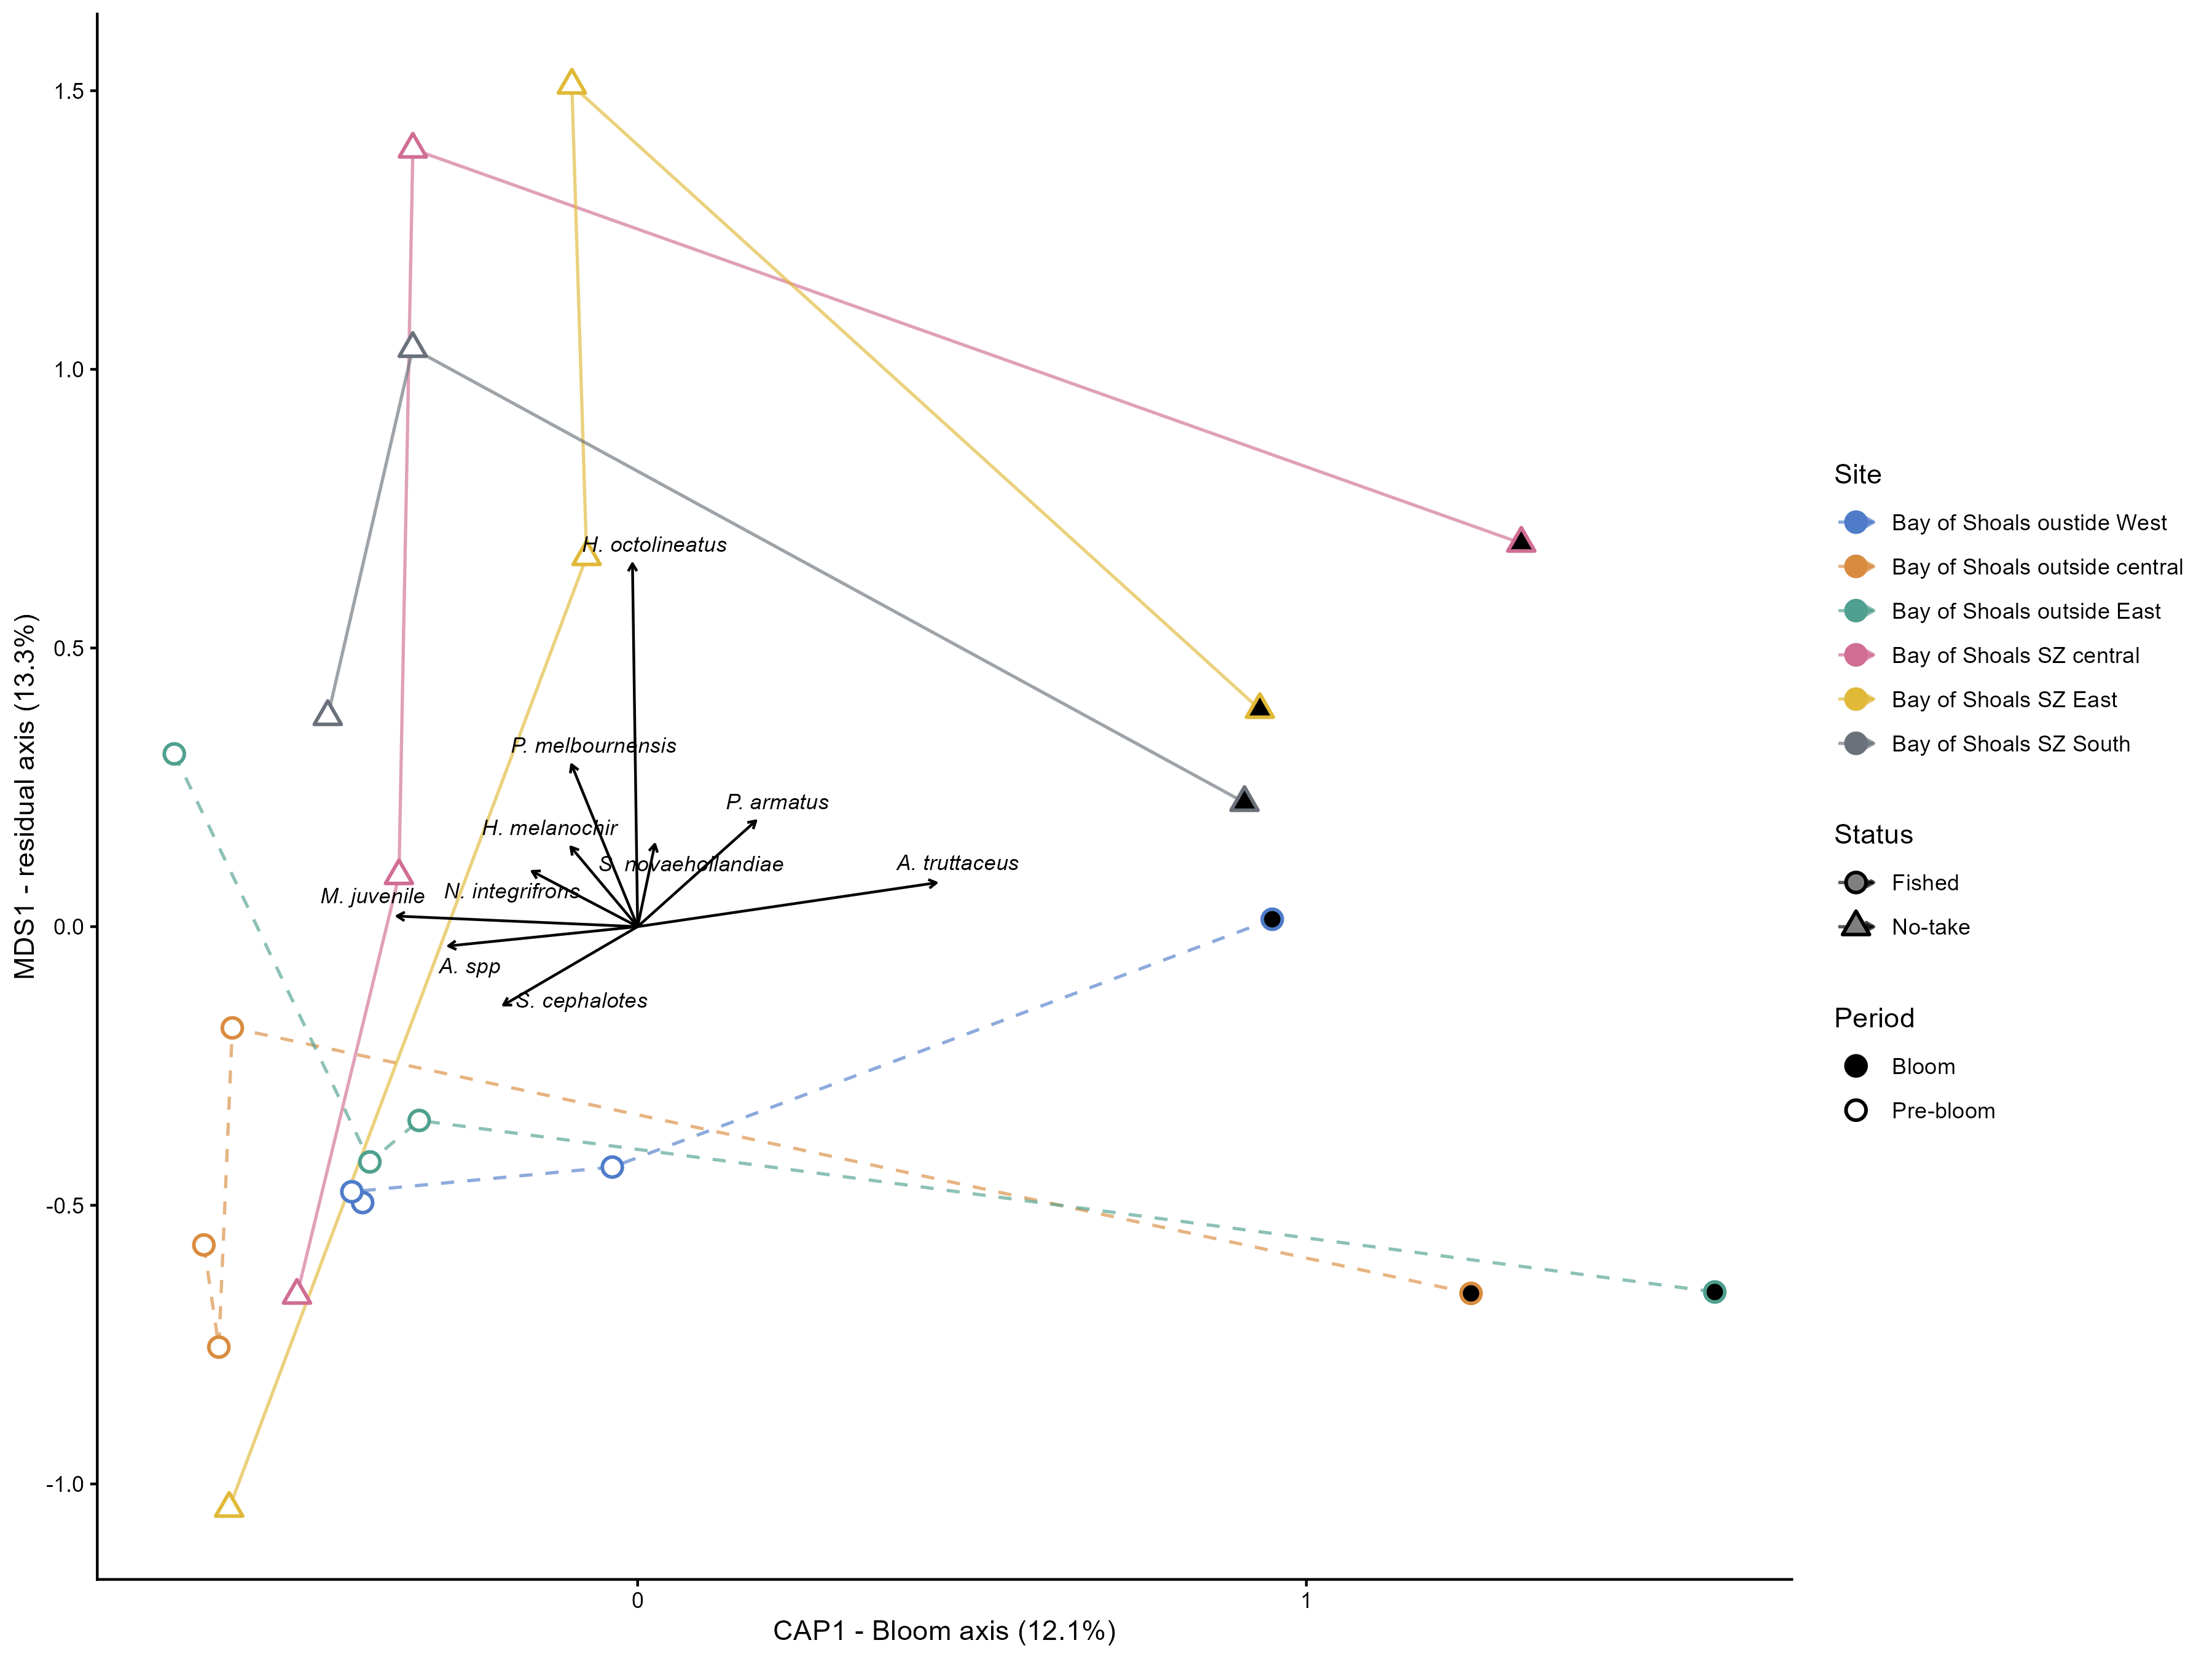 1.5
1.0
0.5
0.0
-0.5
-1.0
MDS1 - residual axis (13.3%)
H. octolineatus
P. melbournensis
P. armatus
H. melanochir
S. novaehollandiae
A. truttaceus
N. integrifrons
M. juvenile
A. spp
S. cephalotes
0
1
CAP1 - Bloom axis (12.1%)
Site
Bay of Shoals oustide West
Bay of Shoals outside central
Bay of Shoals outside East
Bay of Shoals SZ central
Bay of Shoals SZ East
Bay of Shoals SZ South
Status
Fished
No-take
Period
Bloom
Pre-bloom